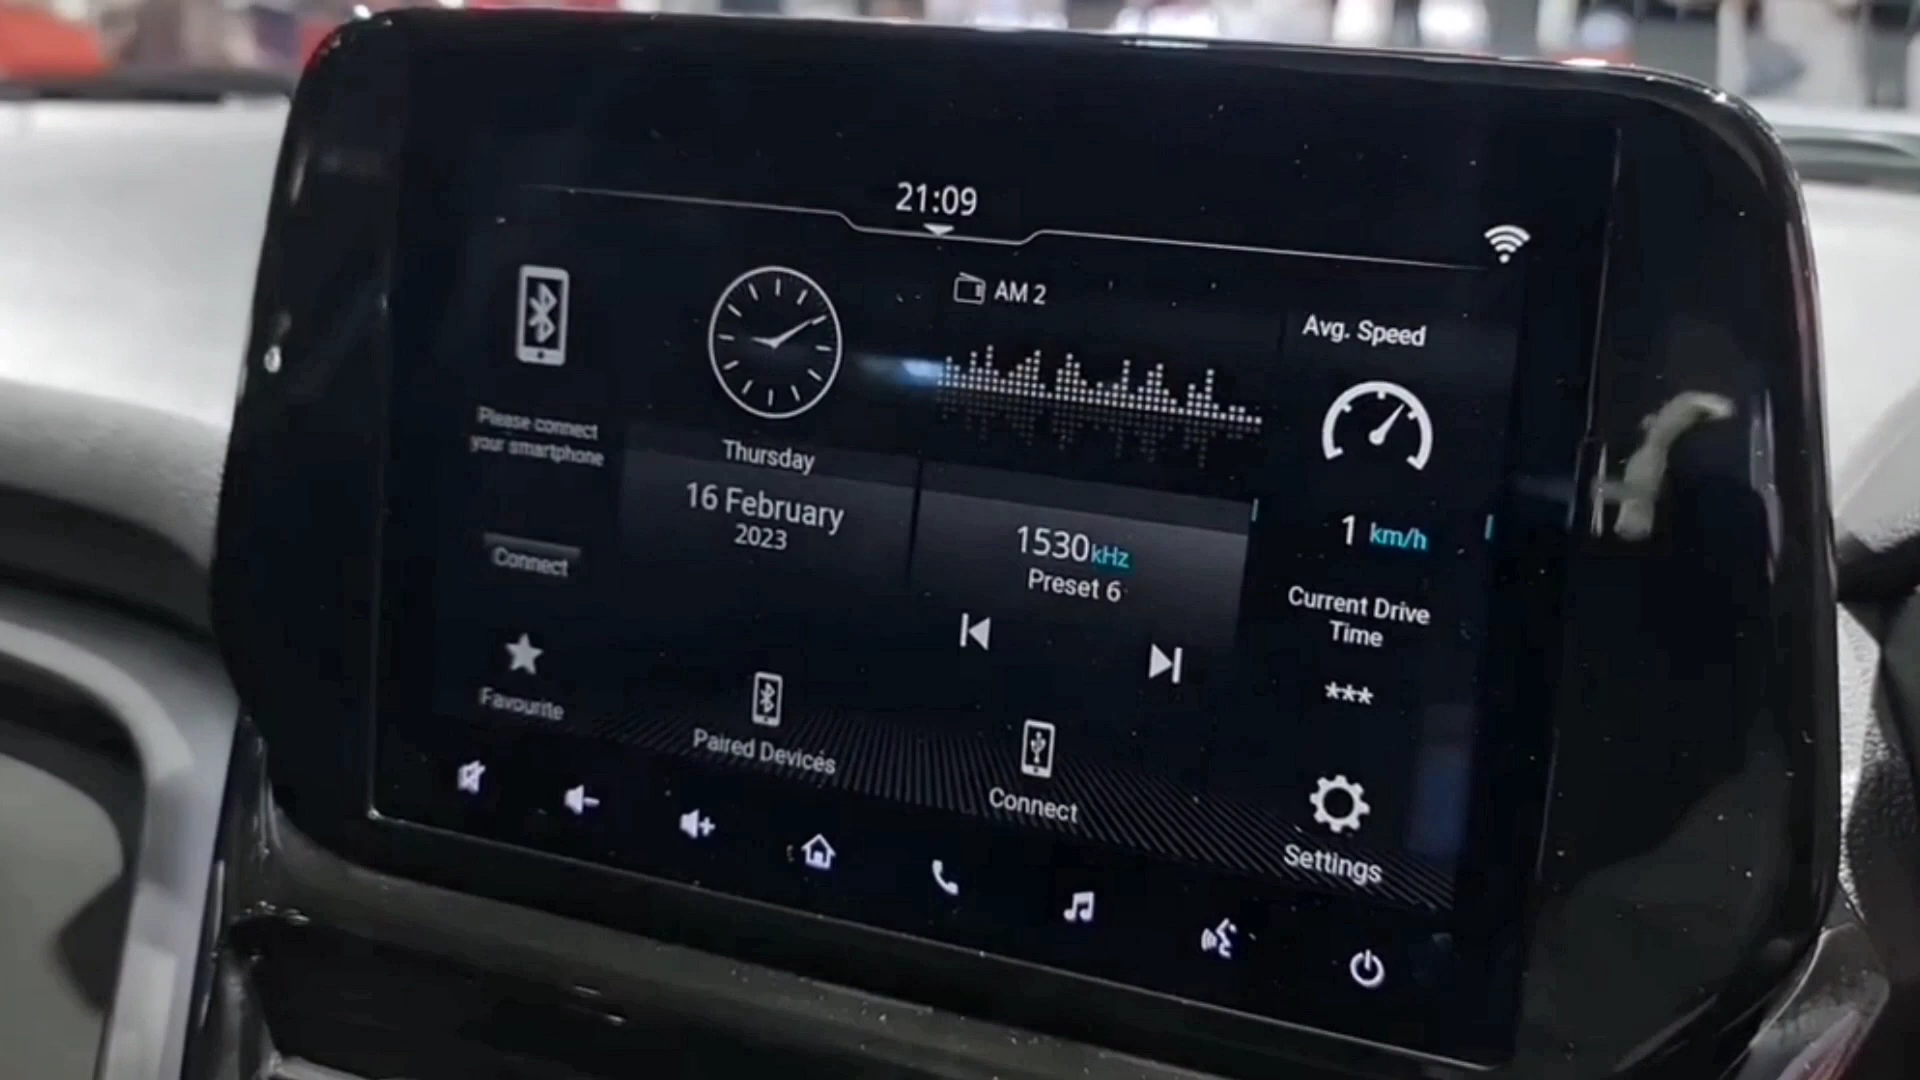 21:09
Please connect
your smartphone
Connect
Favourite
Thursday
16 February
2023
Paired Devices
AM 2
1530kHz
Preset 6
Connect
Avg. Speed
1 km/h
Current Drive
Time
***
Settings